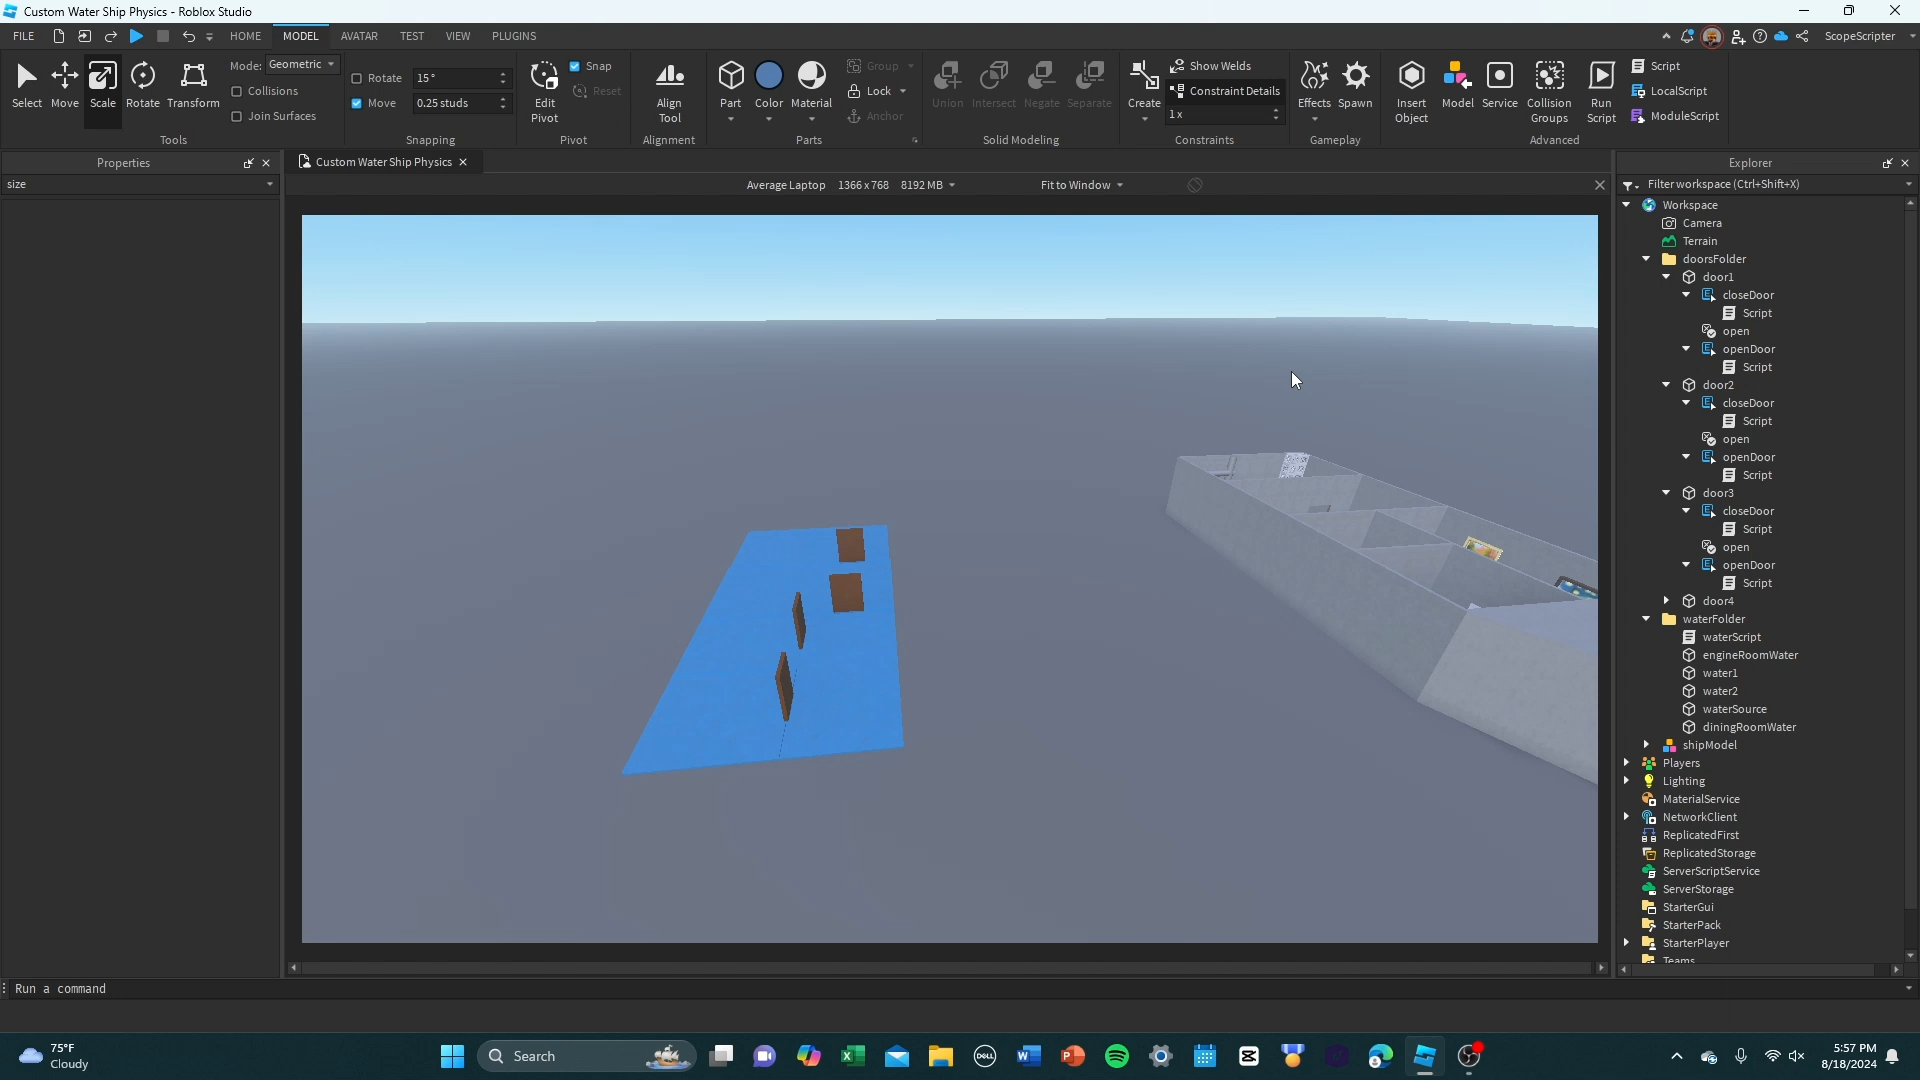 Custom Water Ship Physics - Roblox Studio
FILE HOME MODEL AVATAR TEST VIEW PLUGINS ScopeScripter
Select Move Scale Rotate Transform
Mode: Geometric
Collisions
Join Surfaces
Tools
Rotate 15°
Move 0.25 studs
Snapping
Edit Pivot
Snap
Reset
Pivot
Align Tool
Alignment
Part Color Material
Group
Lock
Anchor
Parts
Union Intersect Negate Separate
Solid Modeling
Create
Show Welds
Constraint Details
1 x
Constraints
Effects Spawn
Gameplay
Insert Object
Model
Service
Collision Groups
Run Script
Script
LocalScript
ModuleScript
Advanced
Properties
size
Custom Water Ship Physics
Average Laptop 1366 x 768 8192 MB Fit to Window
Explorer
Filter workspace (Ctrl+Shift+X)
Workspace
Camera
Terrain
doorsFolder
door1
closeDoor
Script
open
openDoor
Script
door2
closeDoor
Script
open
openDoor
Script
door3
closeDoor
Script
open
openDoor
Script
door4
waterFolder
waterScript
engineRoomWater
water1
water2
waterSource
diningRoomWater
shipModel
Players
Lighting
MaterialService
NetworkClient
ReplicatedFirst
ReplicatedStorage
ServerScriptService
ServerStorage
StarterGui
StarterPack
StarterPlayer
Teams
Run a command
75°F
Cloudy
Search
DELL
5:57 PM
8/18/2024